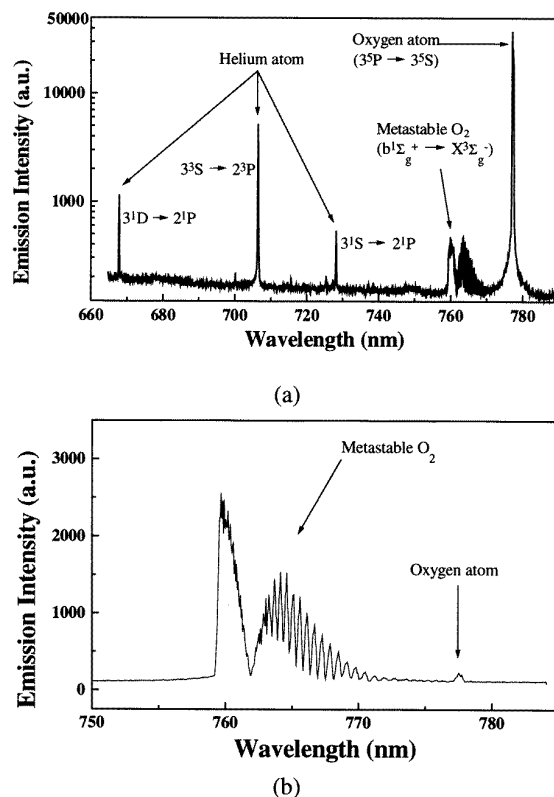 50000
10000
1000
Emission Intensity (a.u.)
Helium atom
Oxygen atom
(3⁵P → 3⁵S)
Metastable O₂
(b¹Σg⁺ → X³Σg⁻)
3³S → 2³P
3¹D → 2¹P
3¹S → 2¹P
660 680 700 720 740 760 780
Wavelength (nm)
(a)
3000
2000
1000
0
Emission Intensity (a.u.)
Metastable O₂
Oxygen atom
750 760 770 780
Wavelength (nm)
(b)